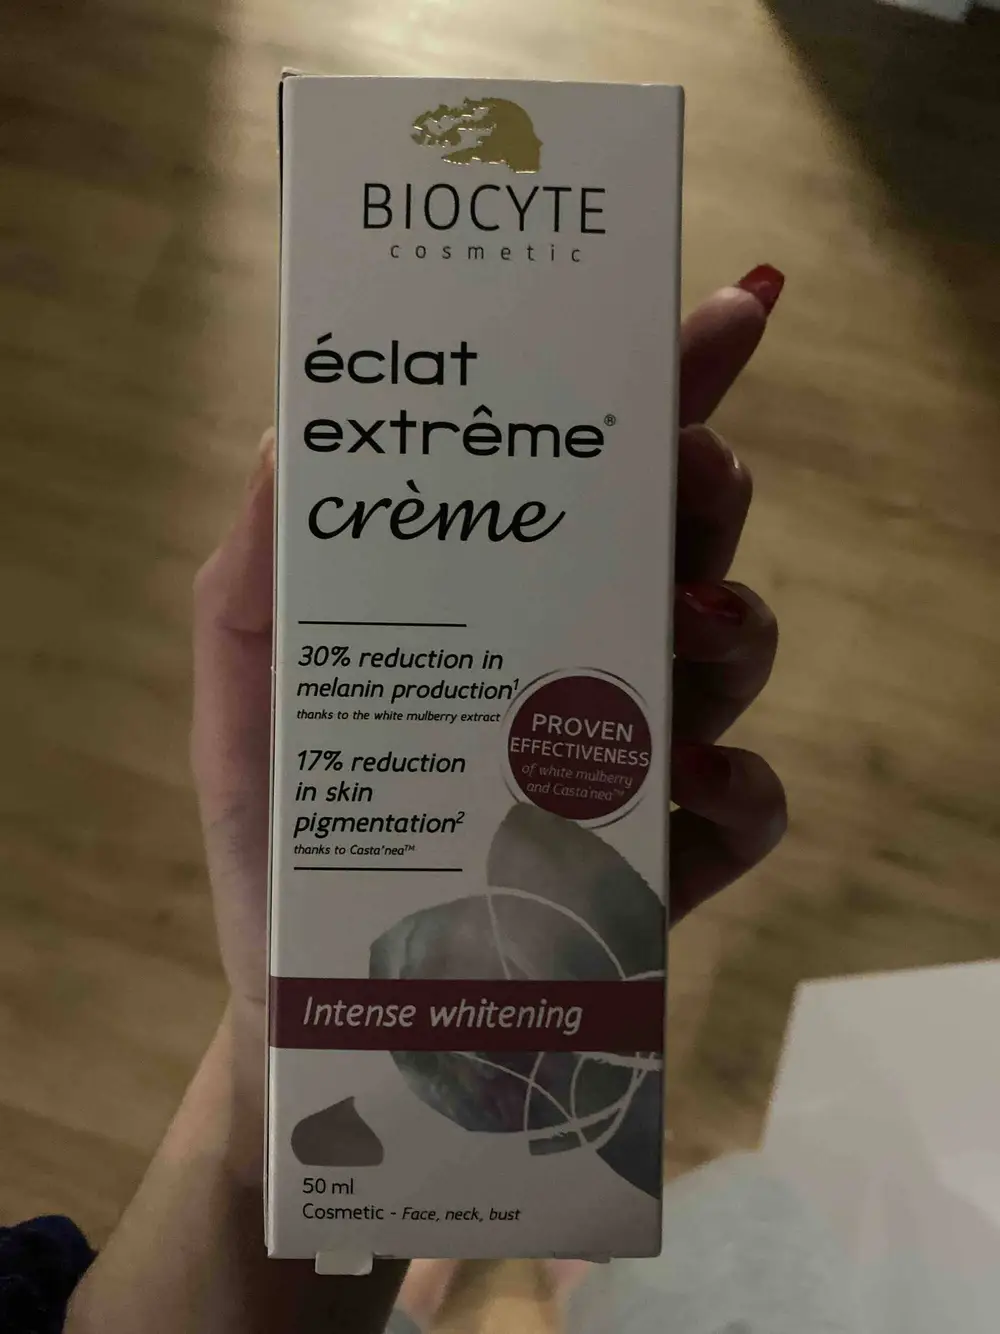 BIOCYTE
cosmetic
éclat
extrême®
crème
30% reduction in
melanin production¹
thanks to the white mulberry extract
17% reduction
in skin
pigmentation²
thanks to Casta'nea™
PROVEN
EFFECTIVENESS
of white mulberry
and Casta'nea™
Intense whitening
50 ml
Cosmetic - Face, neck, bust